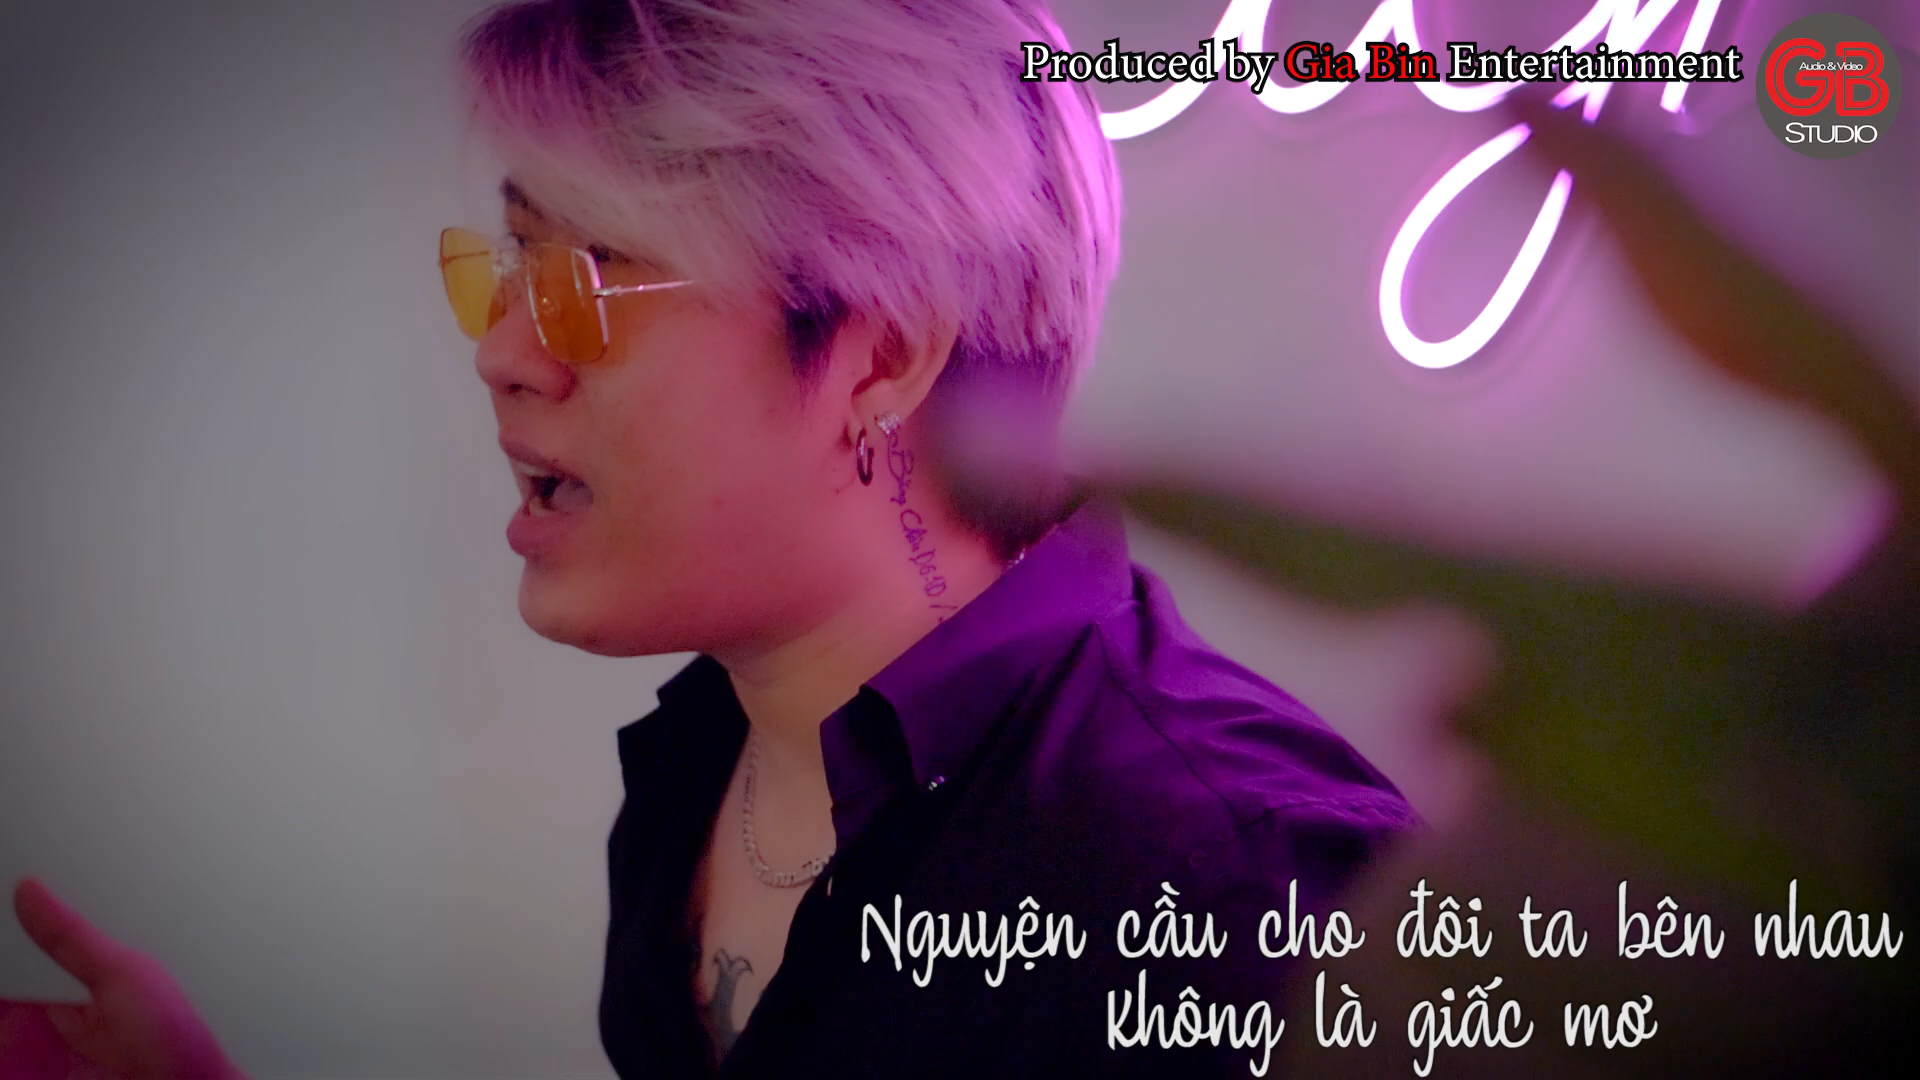 Produced by Gia Bin Entertainment
GB
Audio & Video
STUDIO
Nguyện cầu cho đôi ta bên nhau
không là giấc mơ